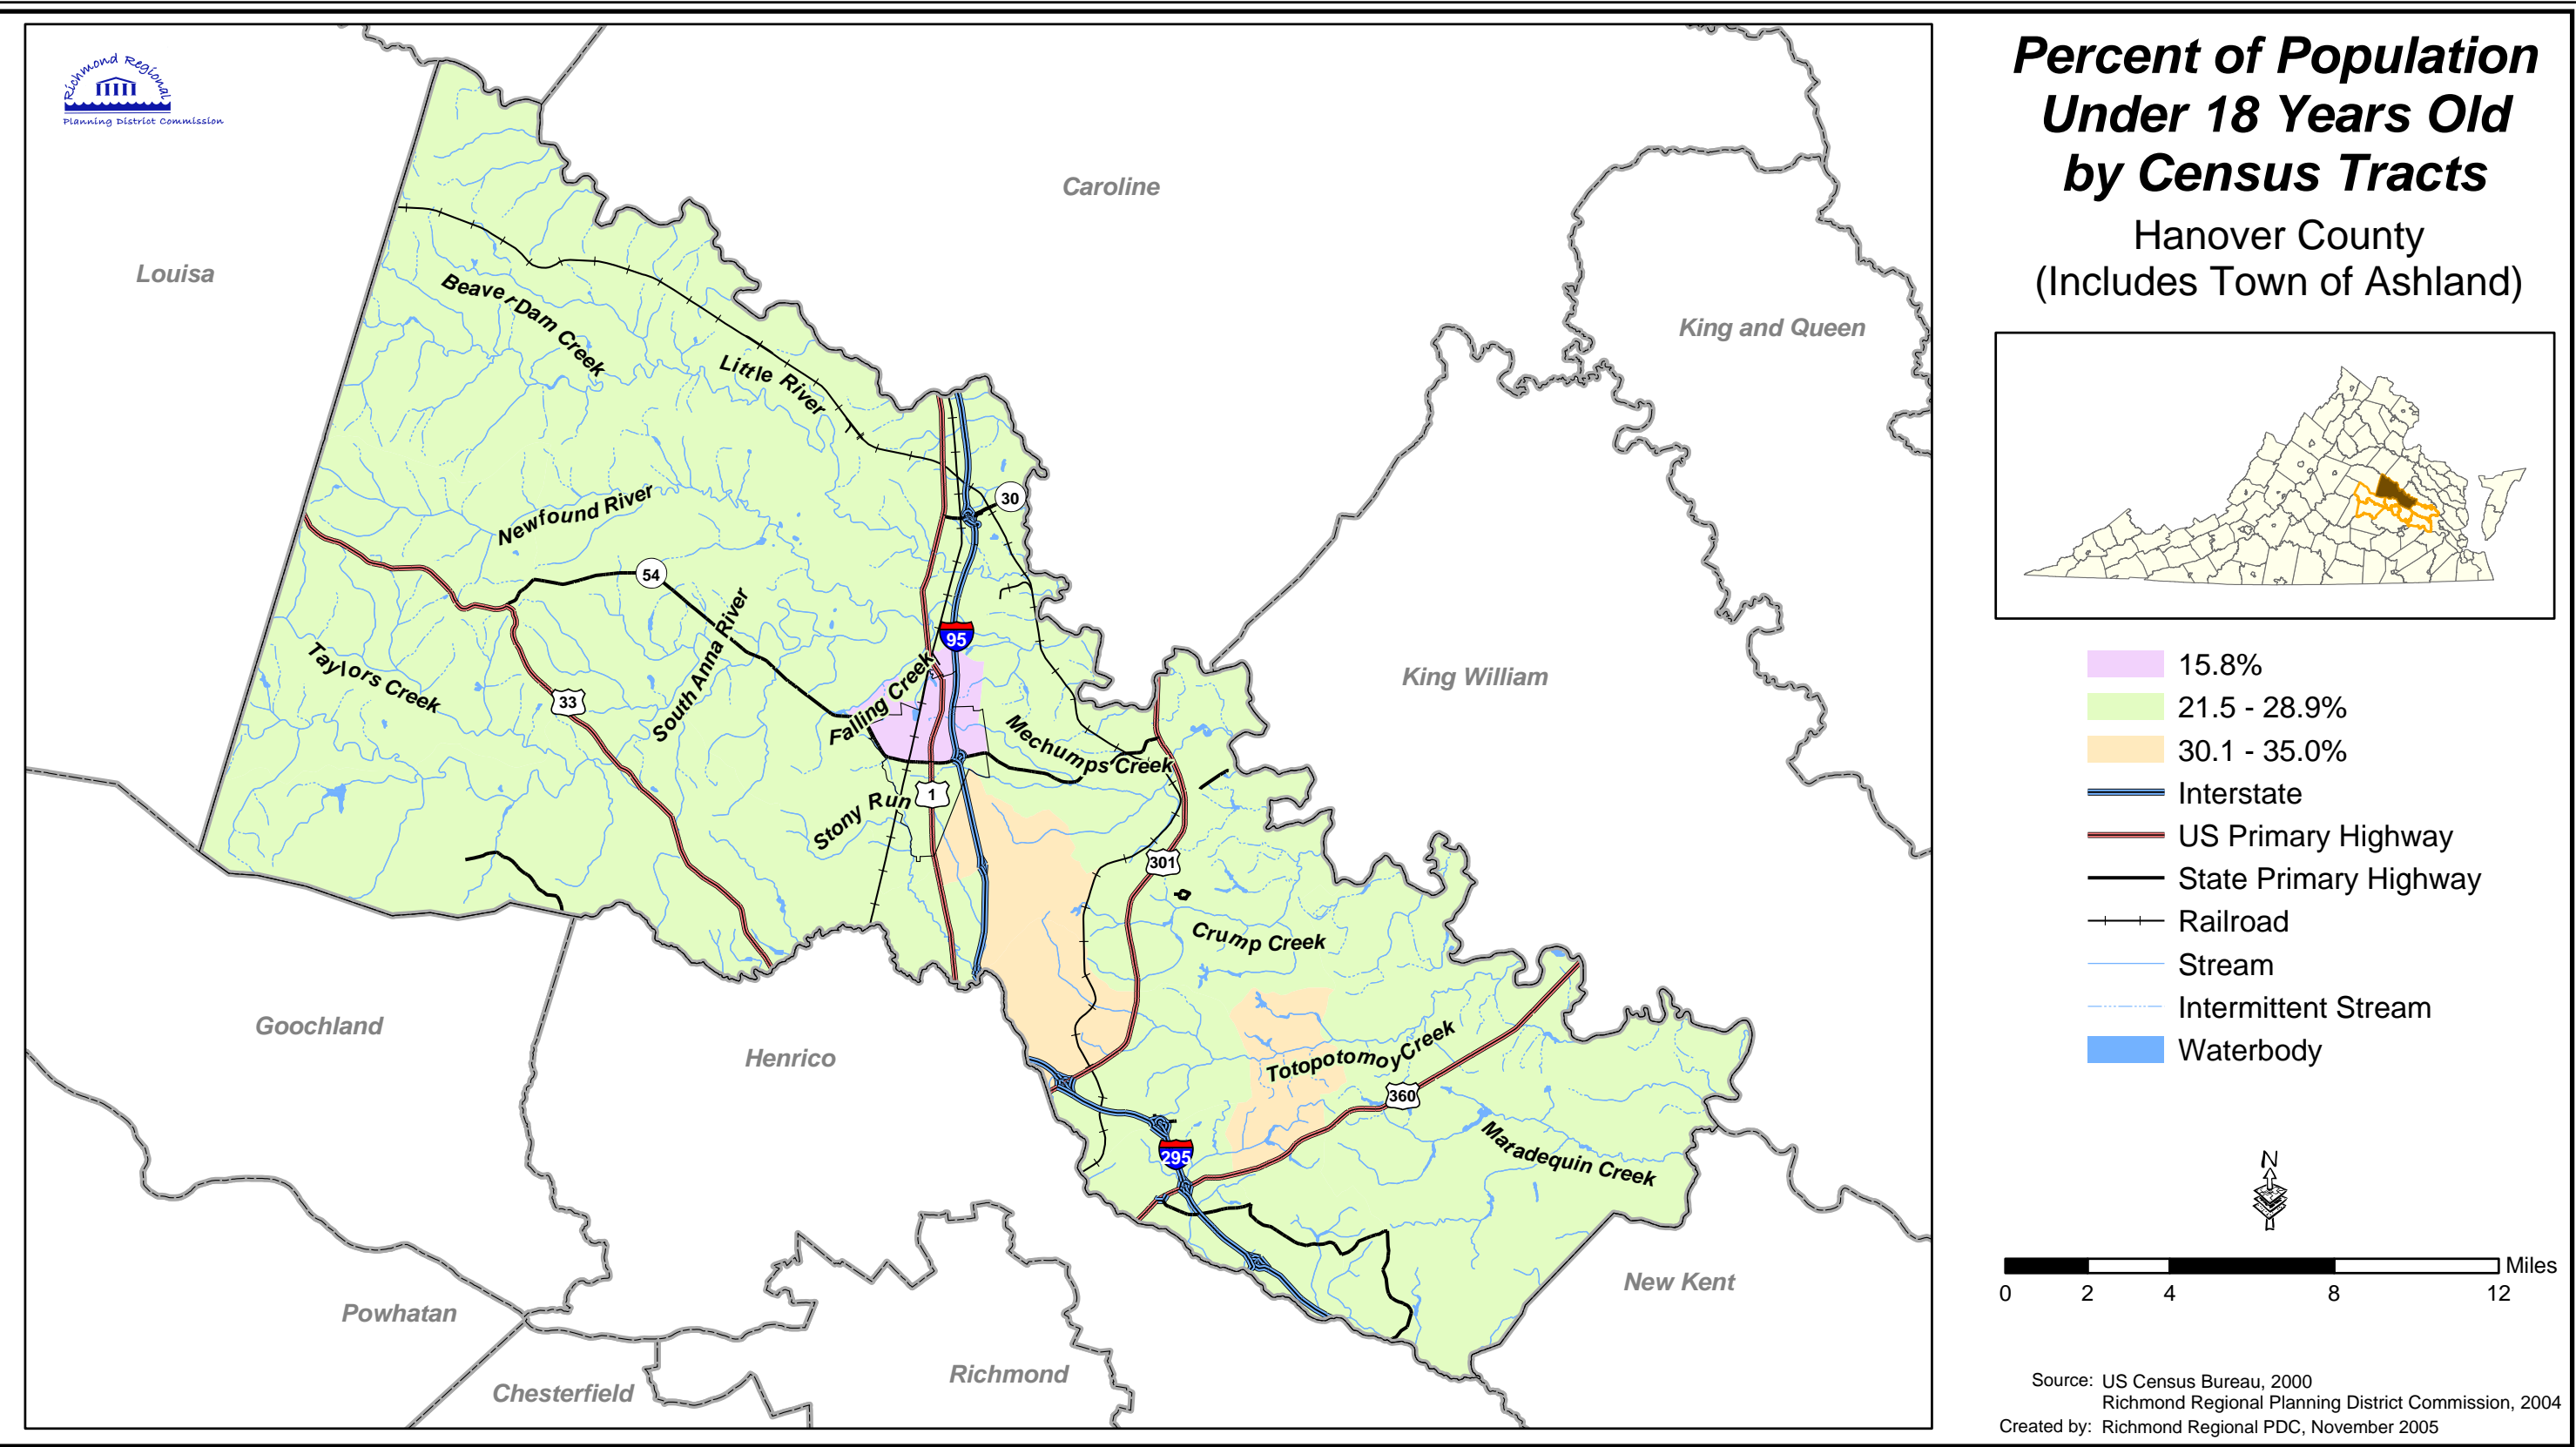 Percent of Population
Under 18 Years Old
by Census Tracts
Hanover County
(Includes Town of Ashland)
Richmond Regional
Planning District Commission
Caroline
Louisa
King and Queen
Beaver Dam Creek
Little River
30
Newfound River
54
95
Taylors Creek
33
South Anna River
Falling Creek
King William
Mechumps Creek
Stony Run
1
301
Crump Creek
Goochland
Henrico
Totopotomoy Creek
360
Matadequin Creek
295
New Kent
Powhatan
Richmond
Chesterfield
15.8%
21.5 - 28.9%
30.1 - 35.0%
Interstate
US Primary Highway
State Primary Highway
Railroad
Stream
Intermittent Stream
Waterbody
N
Miles
0 2 4 8 12
Source: US Census Bureau, 2000
Richmond Regional Planning District Commission, 2004
Created by: Richmond Regional PDC, November 2005